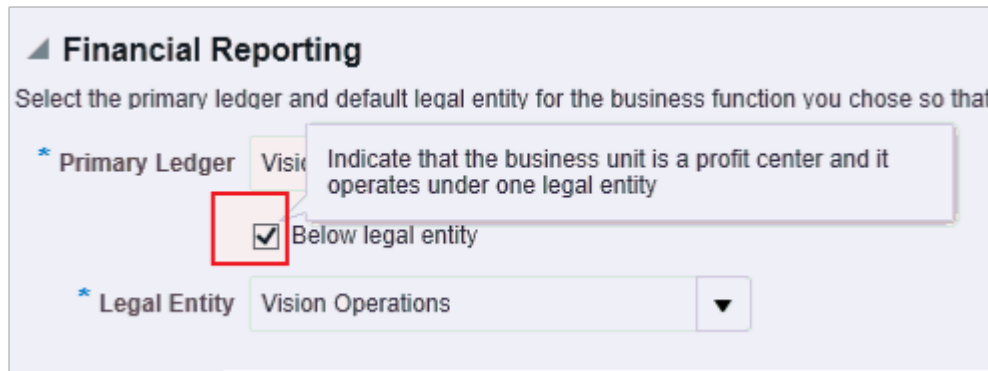 Financial Reporting
Select the primary ledger and default legal entity for the business function you chose so that
* Primary Ledger
Indicate that the business unit is a profit center and it
operates under one legal entity
Below legal entity
* Legal Entity Vision Operations